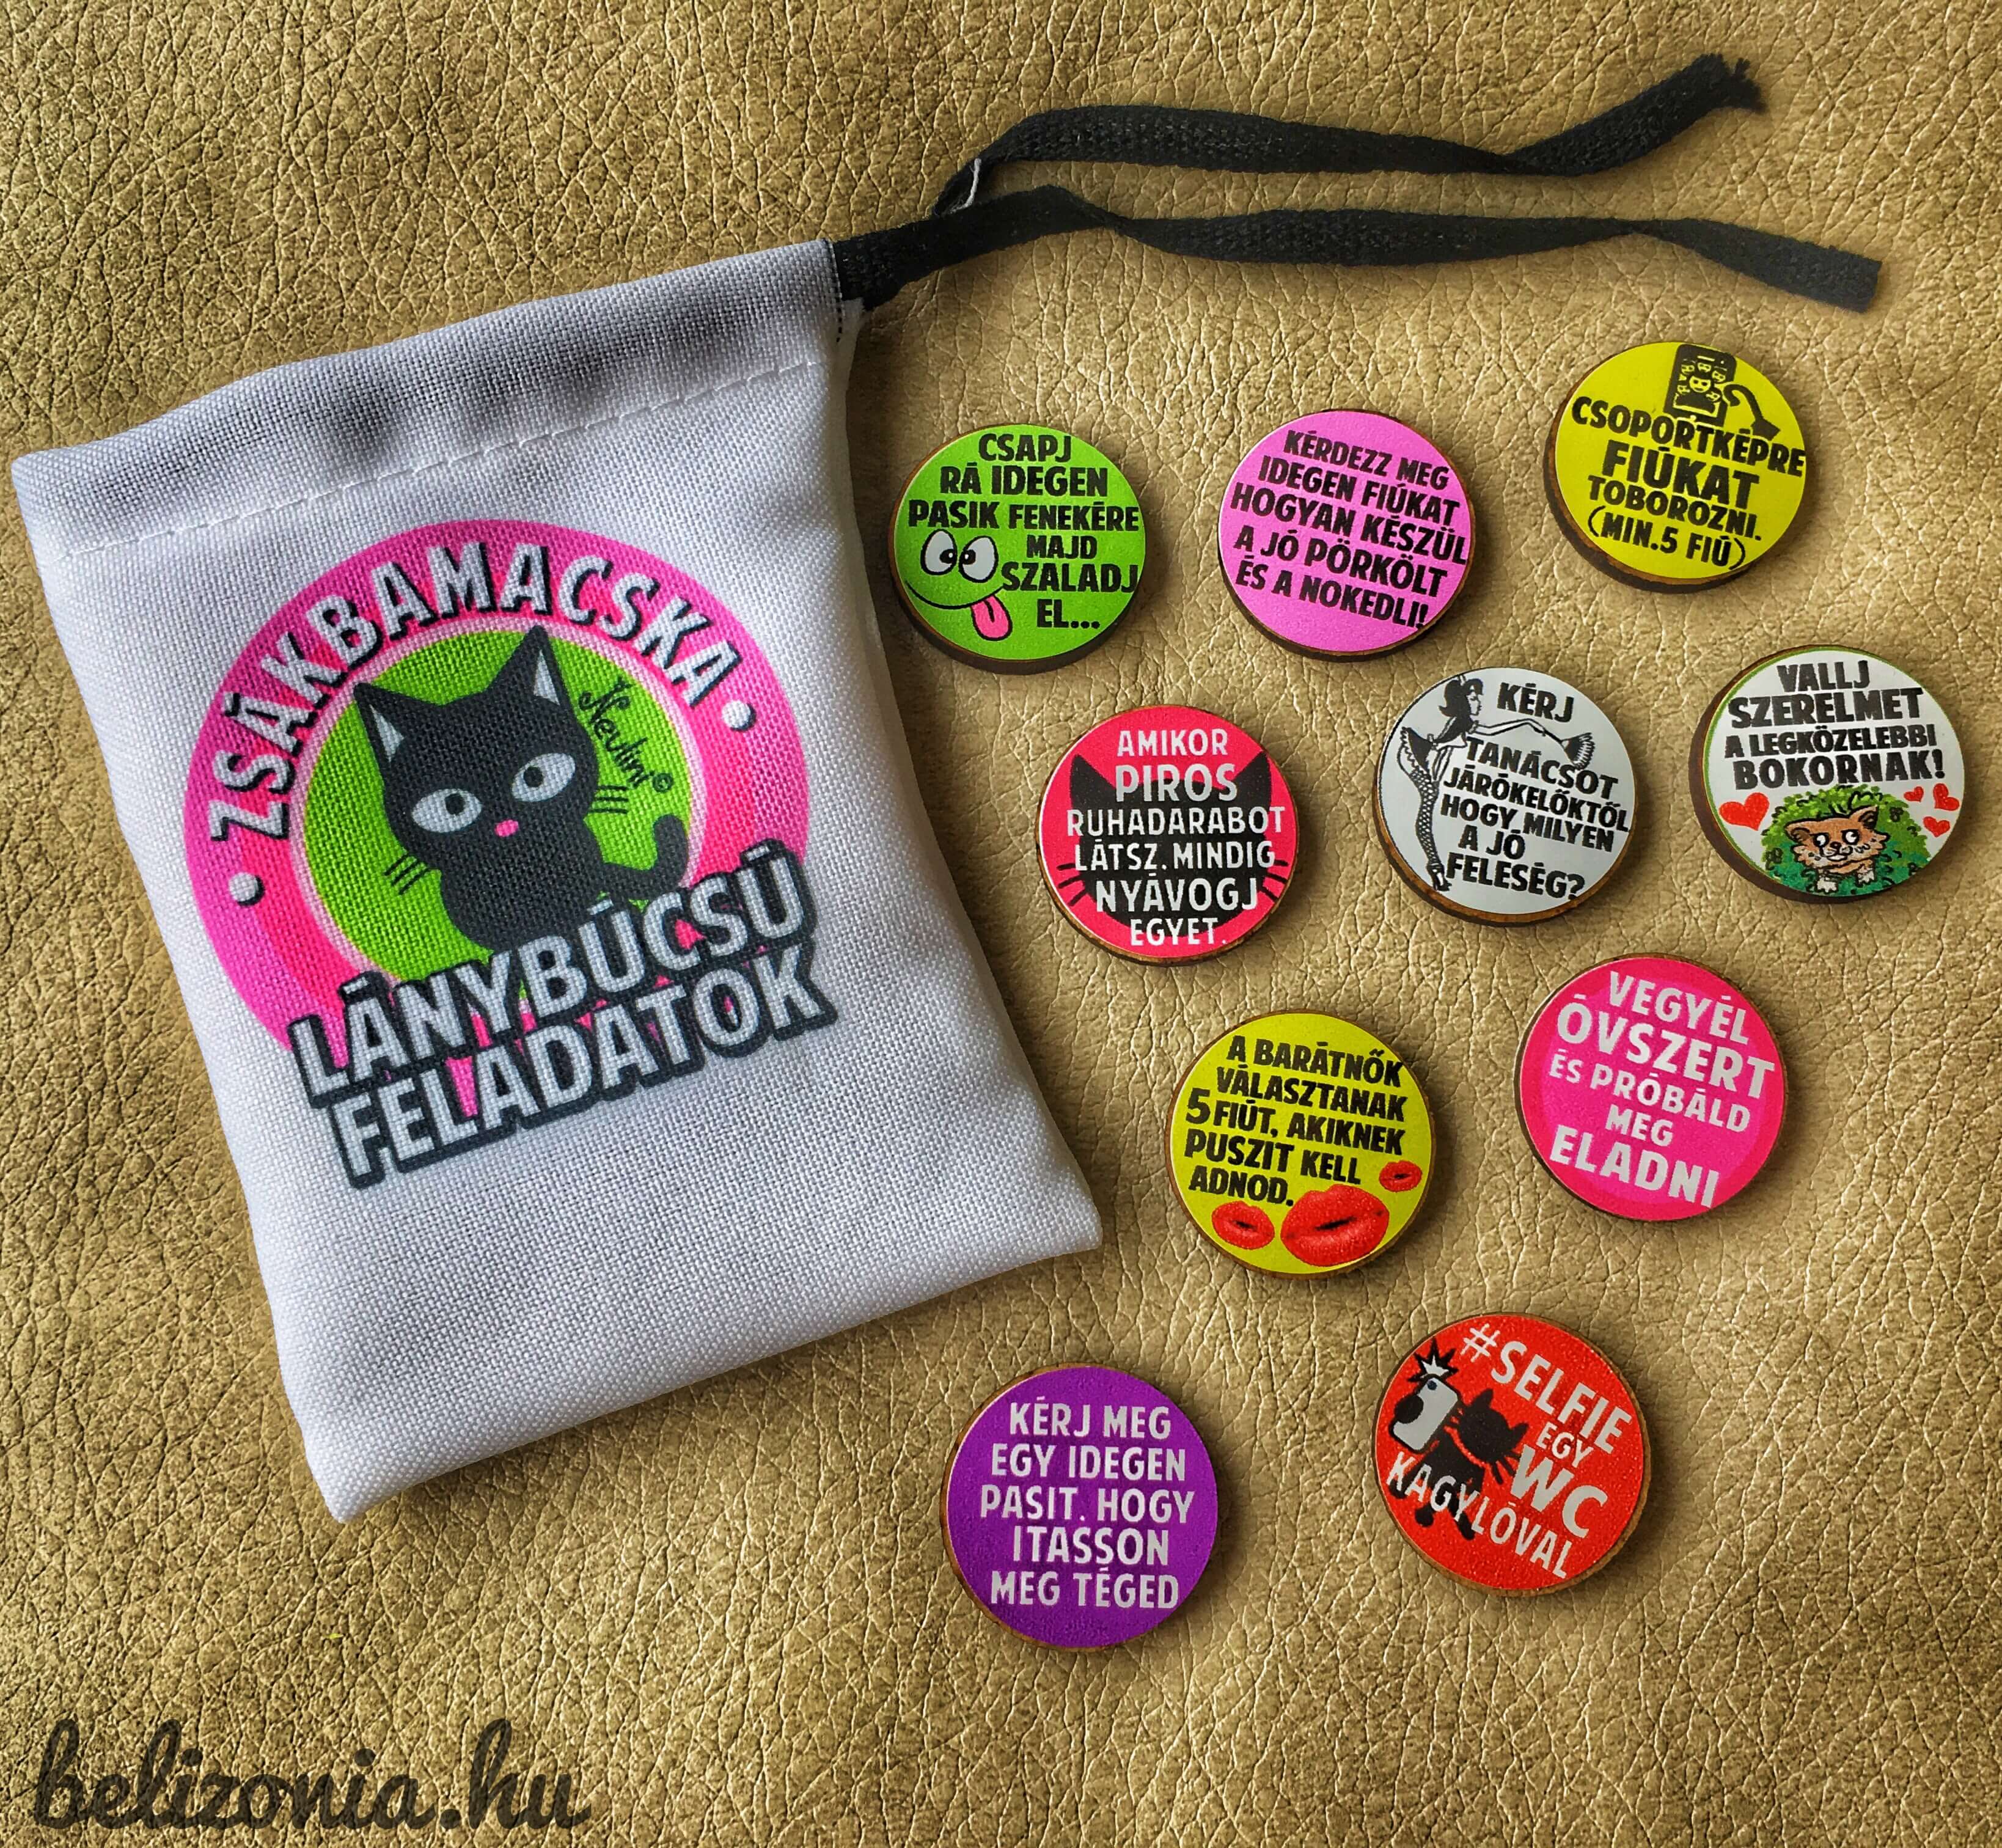 ZSÁKBAMACSKA
Neulin ©
LÁNYBÚCSÚ
FELADATOK
CSAPJ
RÁ IDEGEN
PASIK FENEKÉRE
MAJD
SZALADJ
EL...
KÉRDEZZ MEG
IDEGEN FIÚKAT
HOGYAN KÉSZÜL
A JÓ PÖRKÖLT
ÉS A NOKEDLI!
CSOPORTKÉPRE
FIÚKAT
TOBOROZNI.
(MIN.5 FIÚ)
AMIKOR
PIROS
RUHADARABOT
LÁTSZ, MINDIG
NYÁVOGJ
EGYET.
KÉRJ
TANÁCSOT
JÁRÓKELŐKTŐL
HOGY MILYEN
A JÓ
FELESÉG?
VALLJ
SZERELMET
A LEGKÖZELEBBI
BOKORNAK!
A BARÁTNŐK
VÁLASZTANAK
5 FIÚT, AKIKNEK
PUSZIT KELL
ADNOD.
VEGYÉL
ÓVSZERT
ÉS PRÓBÁLD
MEG
ELADNI
KÉRJ MEG
EGY IDEGEN
PASIT, HOGY
ITASSON
MEG TÉGED
#SELFIE
EGY
WC
KAGYLÓVAL
belizonia.hu